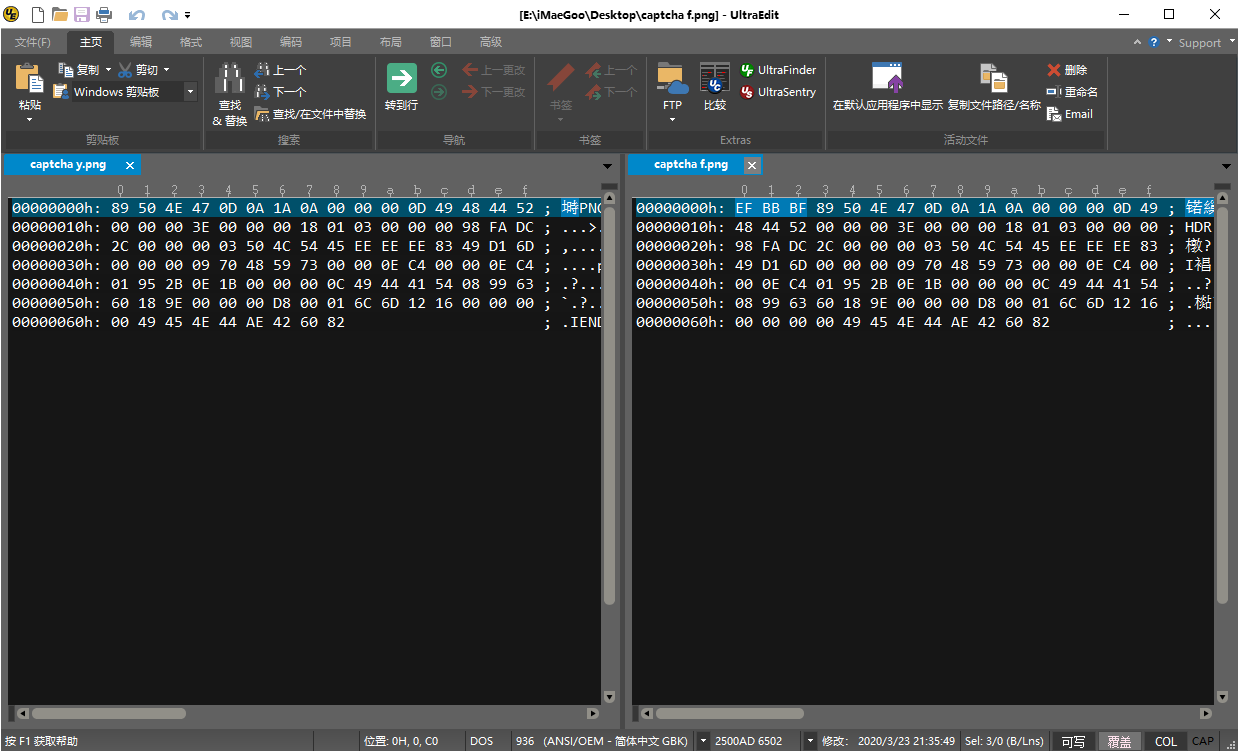 [E:\iMaeGoo\Desktop\captcha f.png] - UltraEdit
文件(F) 主页 编辑 格式 视图 编码 项目 布局 窗口 高级 Support
复制 剪切 上一个 上一更改 上一个 UltraFinder 删除
粘贴 Windows 剪贴板 查找 & 替换 下一个 转到行 下一更改 书签 下一个 FTP 比较 UltraSentry 在默认应用程序中显示 复制文件路径/名称 重命名
查找/在文件中替换 Email
剪贴板 搜索 导航 书签 Extras 活动文件
captcha y.png
0 1 2 3 4 5 6 7 8 9 a b c d e f
00000000h: 89 50 4E 47 0D 0A 1A 0A 00 00 00 0D 49 48 44 52 ; 塒PNG
00000010h: 00 00 00 3E 00 00 00 18 01 03 00 00 00 98 FA DC ; ...>.
00000020h: 2C 00 00 00 03 50 4C 54 45 EE EE EE 83 49 D1 6D ; ,....
00000030h: 00 00 00 09 70 48 59 73 00 00 0E C4 00 00 0E C4 ; ....p
00000040h: 01 95 2B 0E 1B 00 00 00 0C 49 44 41 54 08 99 63 ; .?...
00000050h: 60 18 9E 00 00 00 D8 00 01 6C 6D 12 16 00 00 00 ; `.?..
00000060h: 00 49 45 4E 44 AE 42 60 82 ; .IEND
captcha f.png
0 1 2 3 4 5 6 7 8 9 a b c d e f
00000000h: EF BB BF 89 50 4E 47 0D 0A 1A 0A 00 00 00 0D 49 ; 锘
00000010h: 48 44 52 00 00 00 3E 00 00 00 18 01 03 00 00 00 ; HDR
00000020h: 98 FA DC 2C 00 00 00 03 50 4C 54 45 EE EE EE 83 ; ?
00000030h: 49 D1 6D 00 00 00 09 70 48 59 73 00 00 0E C4 00 ; I
00000040h: 00 0E C4 01 95 2B 0E 1B 00 00 00 0C 49 44 41 54 ; ..?
00000050h: 08 99 63 60 18 9E 00 00 00 D8 00 01 6C 6D 12 16 ; .
00000060h: 00 00 00 00 49 45 4E 44 AE 42 60 82 ; ...
按 F1 获取帮助 位置: 0H, 0, C0 DOS 936 (ANSI/OEM - 简体中文 GBK) 2500AD 6502 修改: 2020/3/23 21:35:49 Sel: 3/0 (B/Lns) 可写 覆盖 COL CAP